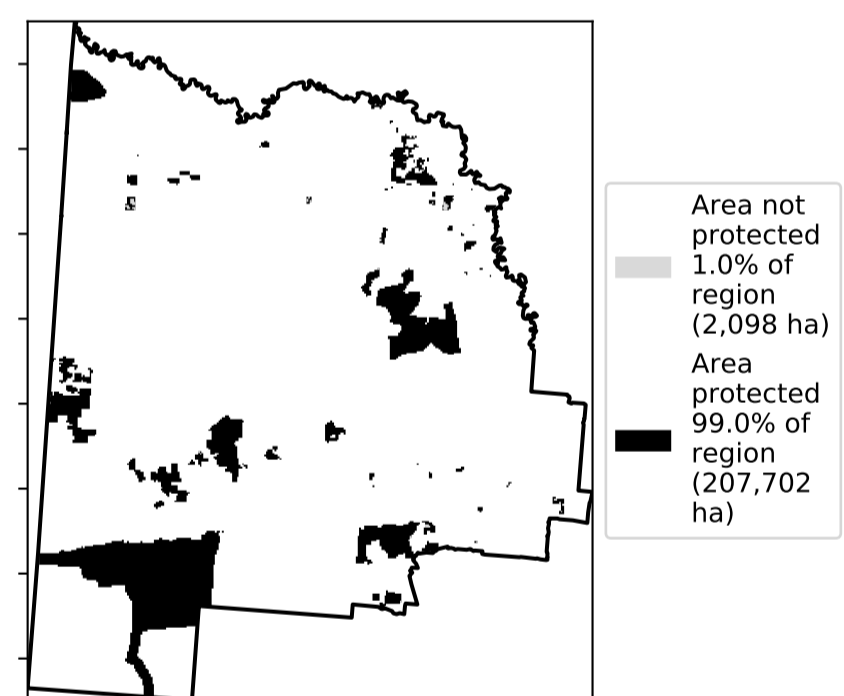 Area not
protected
1.0% of
region
(2,098 ha)
Area
protected
99.0% of
region
(207,702
ha)